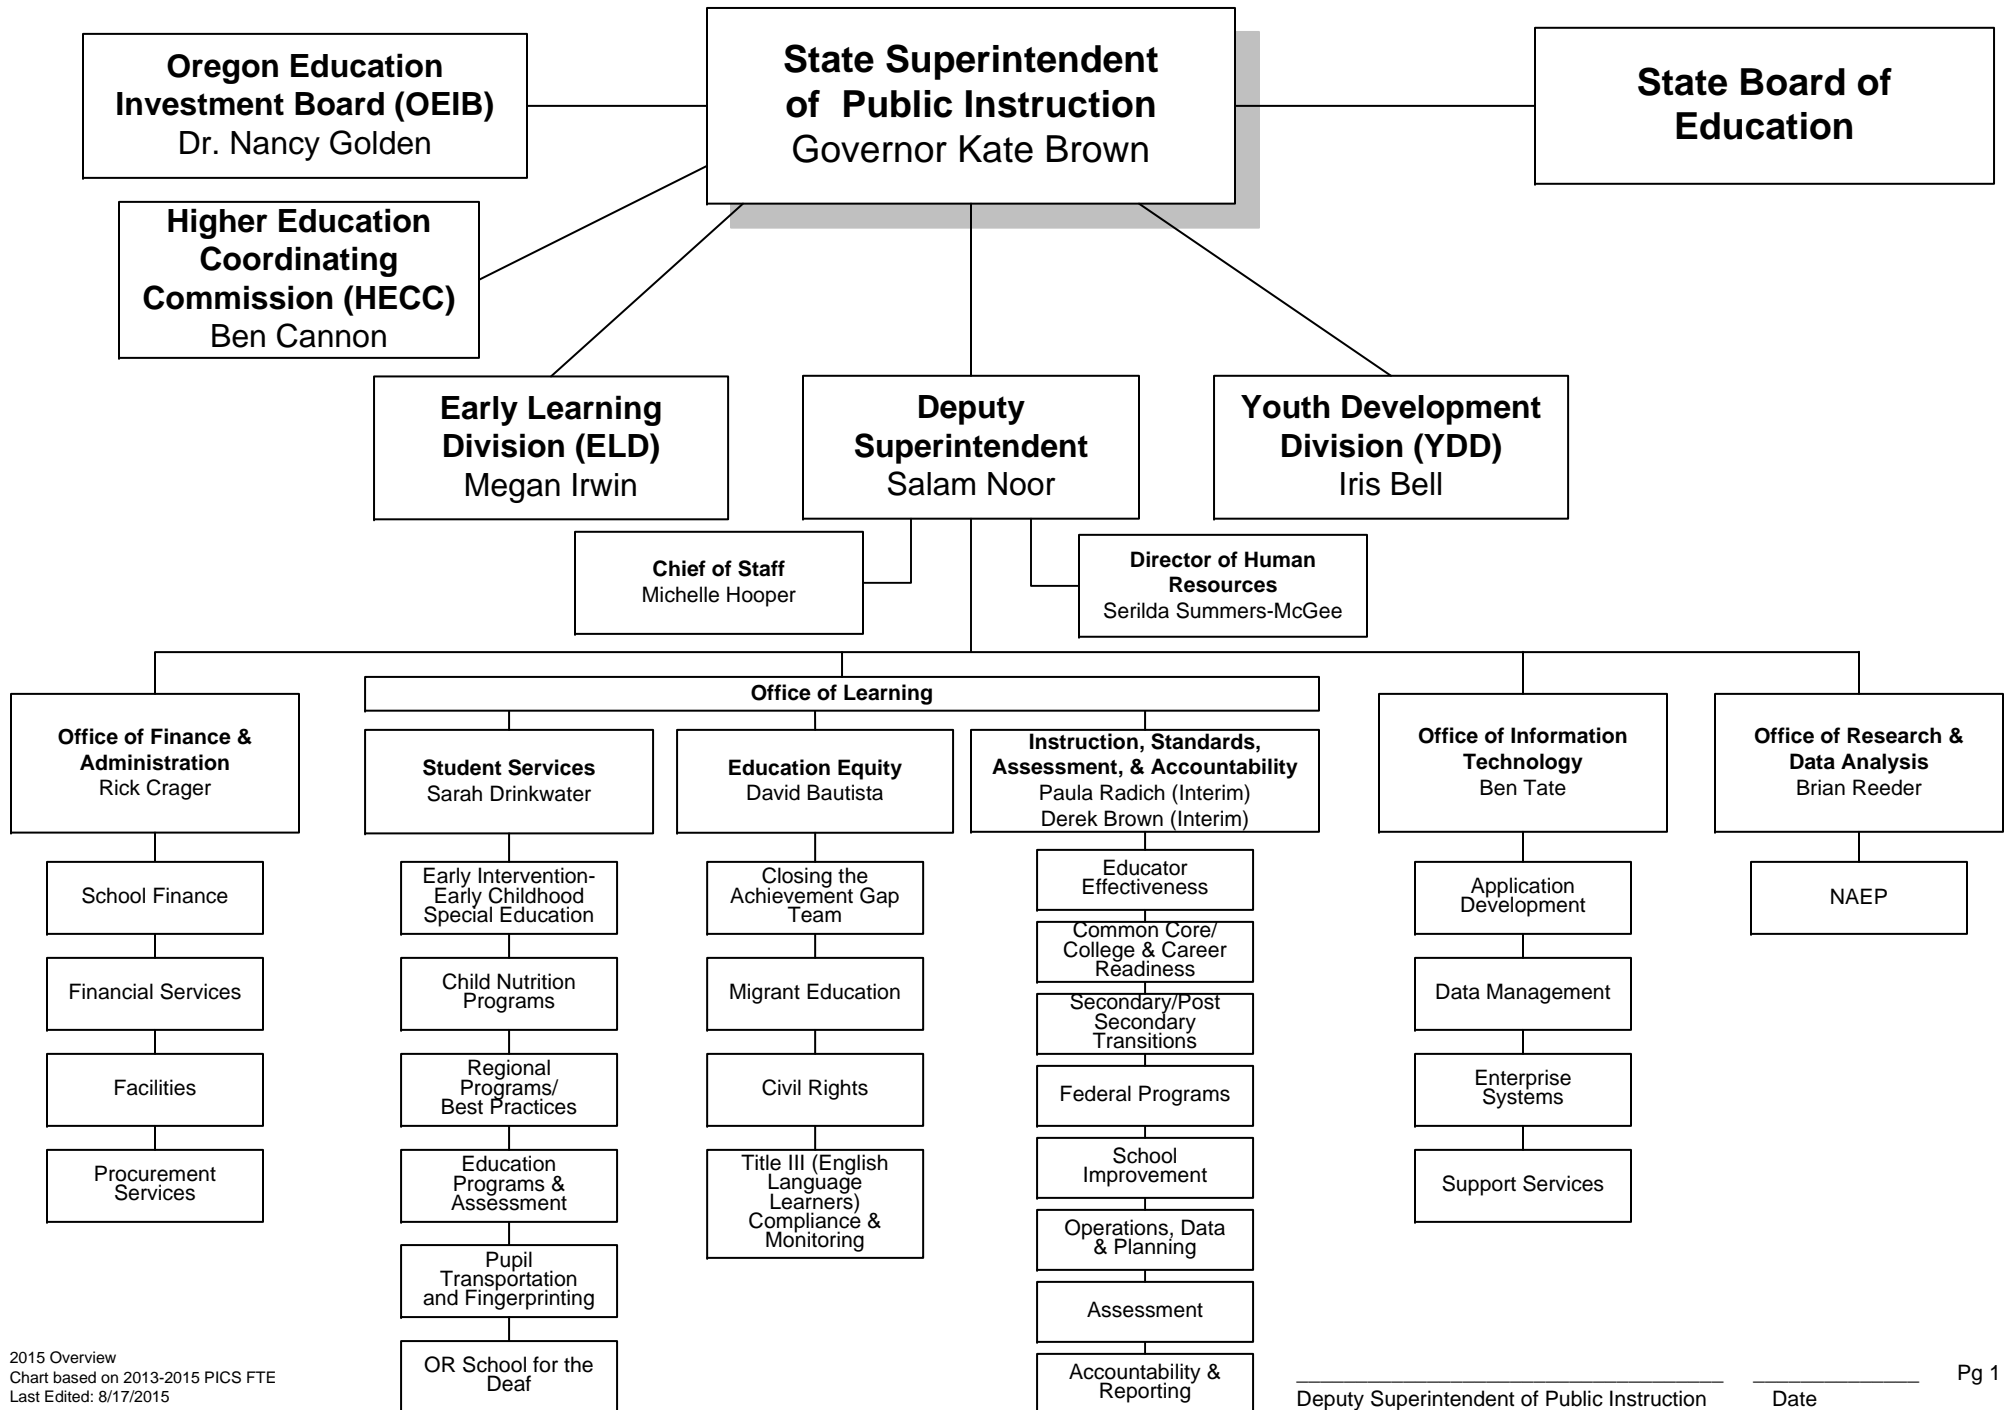 Oregon Education
Investment Board (OEIB)
Dr. Nancy Golden
State Superintendent
of  Public Instruction
Governor Kate Brown
State Board of
Education
Higher Education
Coordinating
Commission (HECC)
Ben Cannon
Early Learning
Division (ELD)
Megan Irwin
Deputy
Superintendent
Salam Noor
Youth Development
Division (YDD)
Iris Bell
Chief of Staff
Michelle Hooper
Director of Human
Resources
Serilda Summers-McGee
Office of Learning
Office of Finance &
Administration
Rick Crager
Student Services
Sarah Drinkwater
Education Equity
David Bautista
Instruction, Standards,
Assessment, & Accountability
Paula Radich (Interim)
Derek Brown (Interim)
Office of Information
Technology
Ben Tate
Office of Research &
Data Analysis
Brian Reeder
School Finance
Financial Services
Facilities
Procurement
Services
Early Intervention-
Early Childhood
Special Education
Child Nutrition
Programs
Regional
Programs/
Best Practices
Education
Programs &
Assessment
Pupil
Transportation
and Fingerprinting
OR School for the
Deaf
Closing the
Achievement Gap
Team
Migrant Education
Civil Rights
Title III (English
Language
Learners)
Compliance &
Monitoring
Educator
Effectiveness
Common Core/
College & Career
Readiness
Secondary/Post
Secondary
Transitions
Federal Programs
School
Improvement
Operations, Data
& Planning
Assessment
Accountability &
Reporting
Application
Development
Data Management
Enterprise
Systems
Support Services
NAEP
2015 Overview
Chart based on 2013-2015 PICS FTE
Last Edited: 8/17/2015
Deputy Superintendent of Public Instruction
Date
Pg 1